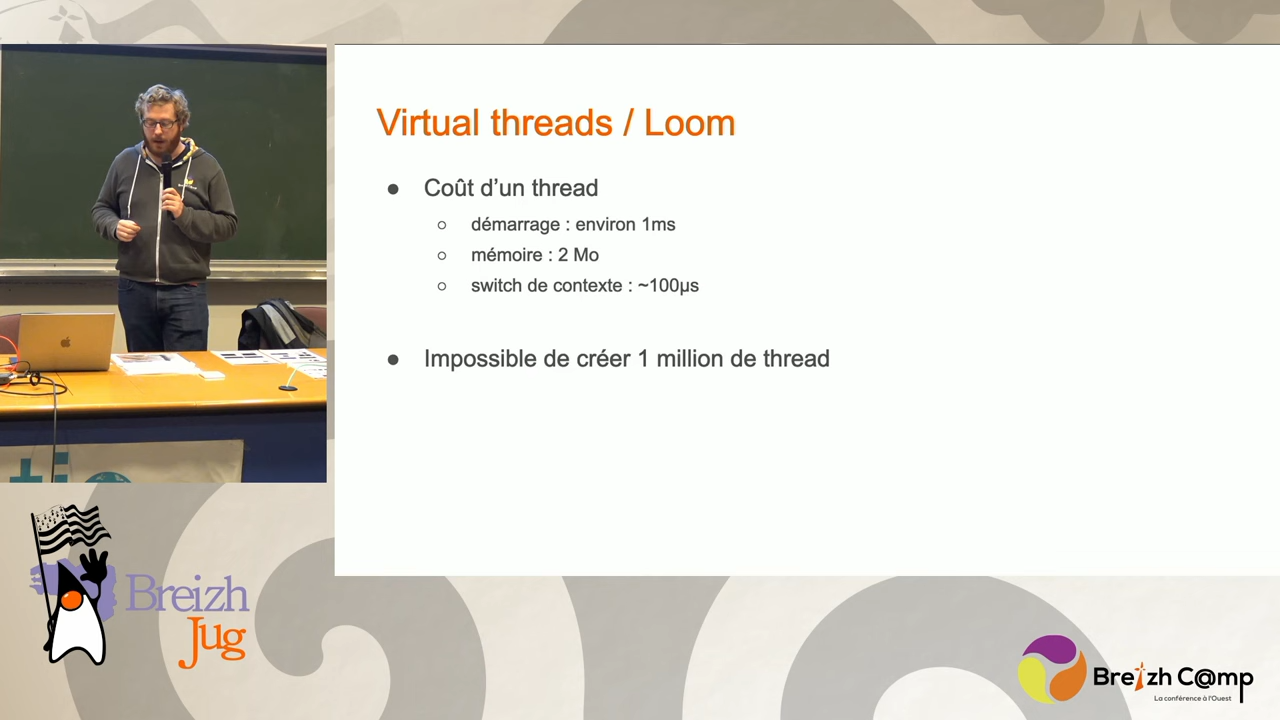 Virtual threads / Loom
● Coût d’un thread
○ démarrage : environ 1ms
○ mémoire : 2 Mo
○ switch de contexte : ~100µs
● Impossible de créer 1 million de thread
Breizh
Jug
Breizh C@mp
La conférence à l'Ouest